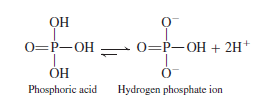 OH O⁻
O=P—OH ⇌ O=P—OH + 2H⁺
OH O⁻
Phosphoric acid Hydrogen phosphate ion